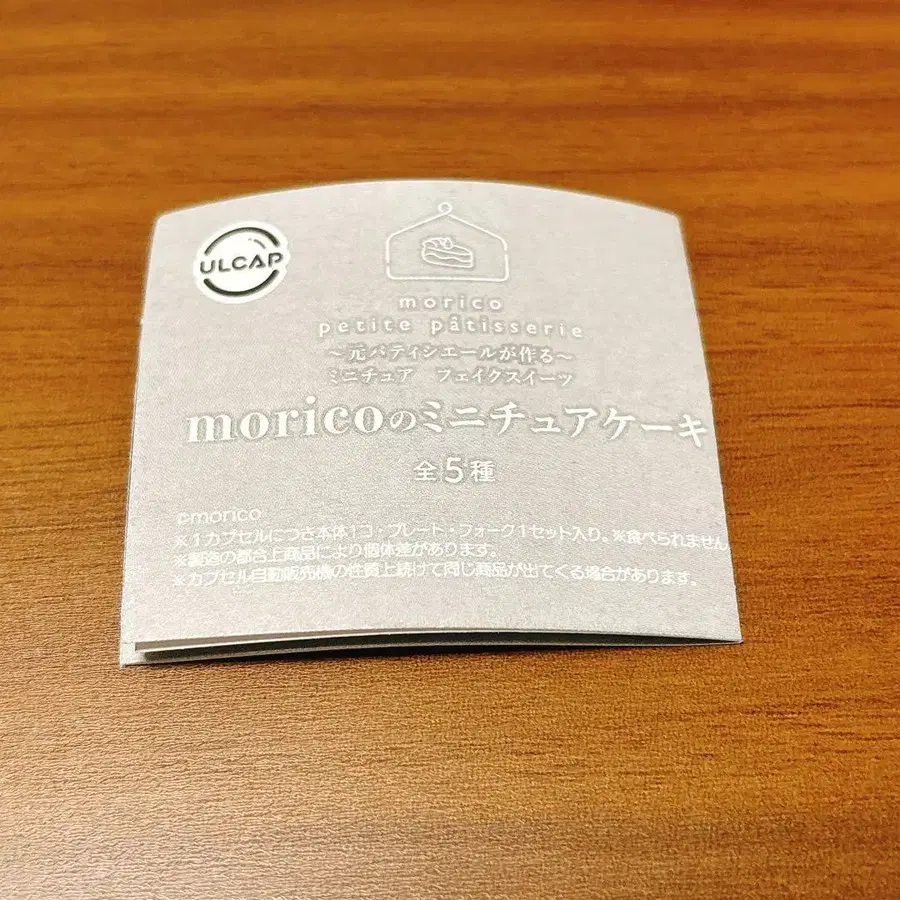 ULCAP
morico
petite pâtisserie
～元パティシエールが作る～
ミニチュア　フェイクスイーツ
moricoのミニチュアケーキ
全5種
©morico
※1カプセルにつき本体1コ・プレート・フォーク1セット入り。※食べられません
※製造の都合上商品により個体差があります。
※カプセル自動販売機の性質上続けて同じ商品が出てくる場合があります。